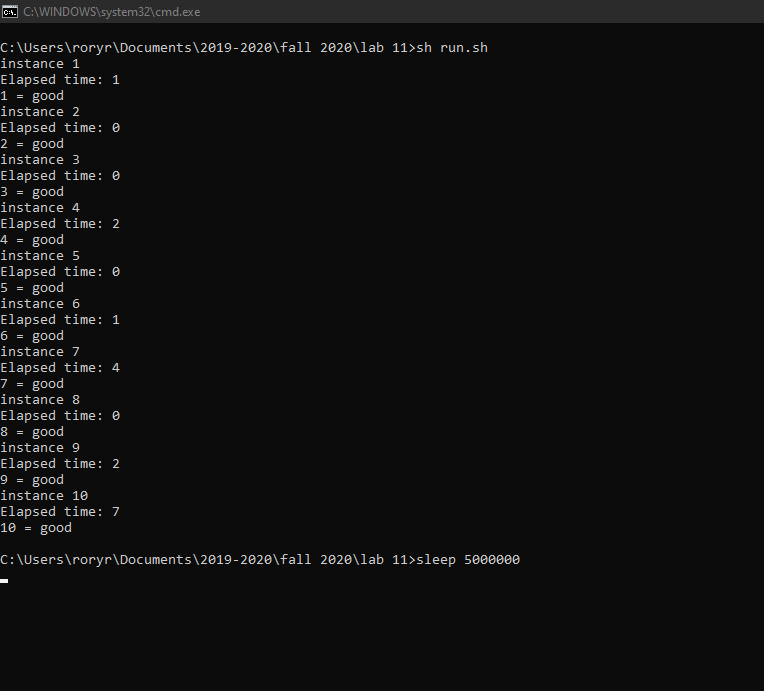 C:\WINDOWS\system32\cmd.exe
C:\Users\roryr\Documents\2019-2020\fall 2020\lab 11>sh run.sh
instance 1
Elapsed time: 1
1 = good
instance 2
Elapsed time: 0
2 = good
instance 3
Elapsed time: 0
3 = good
instance 4
Elapsed time: 2
4 = good
instance 5
Elapsed time: 0
5 = good
instance 6
Elapsed time: 1
6 = good
instance 7
Elapsed time: 4
7 = good
instance 8
Elapsed time: 0
8 = good
instance 9
Elapsed time: 2
9 = good
instance 10
Elapsed time: 7
10 = good
C:\Users\roryr\Documents\2019-2020\fall 2020\lab 11>sleep 5000000